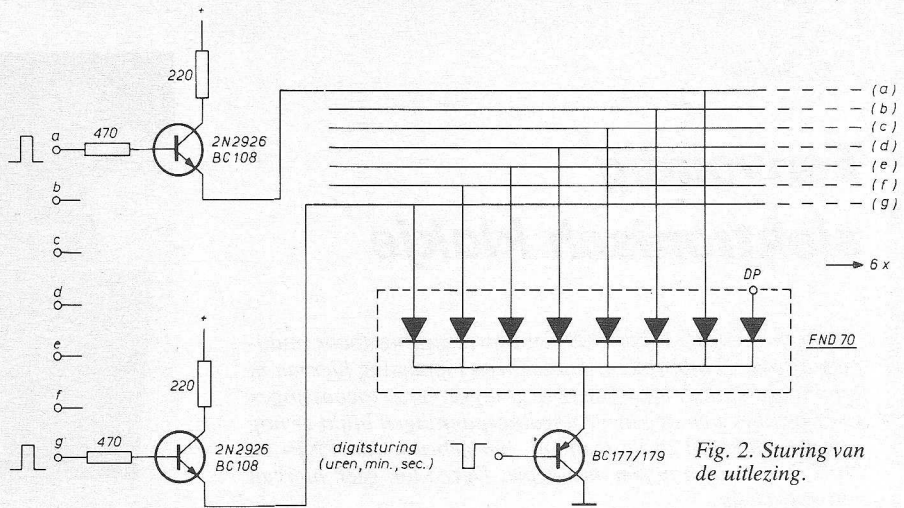 +
220
a
470
2N2926
BC108
b
c
d
e
f
+
220
g
470
2N2926
BC108
(a)
(b)
(c)
(d)
(e)
(f)
(g)
6 x
DP
FND 70
digitsturing
(uren, min., sec.)
BC177/179
Fig. 2. Sturing van
de uitlezing.